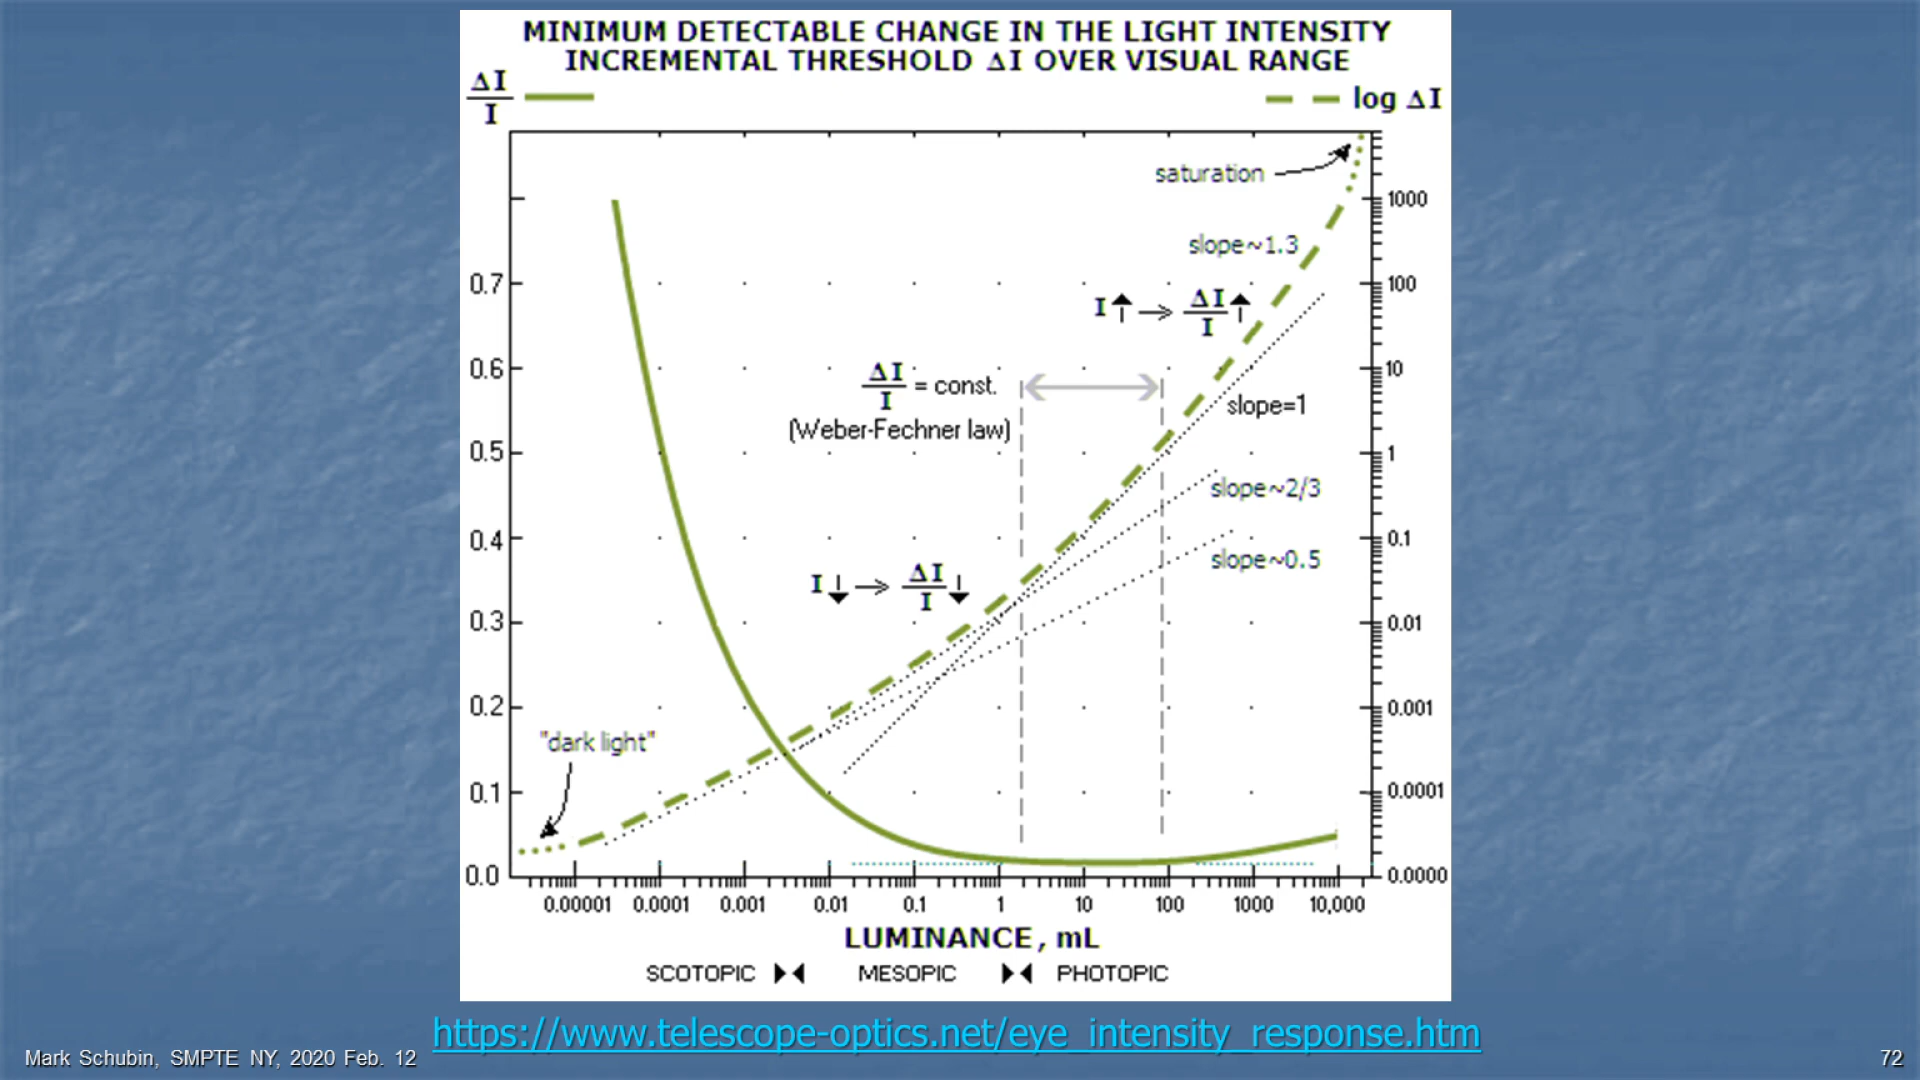 MINIMUM DETECTABLE CHANGE IN THE LIGHT INTENSITY
INCREMENTAL THRESHOLD ΔI OVER VISUAL RANGE
ΔI
I
log ΔI
saturation
1000
slope~1.3
0.7
100
I → ΔI
I
0.6
10
ΔI
I
= const.
slope=1
(Weber-Fechner law)
0.5
1
slope~2/3
0.4
0.1
slope~0.5
I → ΔI
I
0.3
0.01
0.2
0.001
"dark light"
0.1
0.0001
0.0
0.0000
0.00001 0.0001 0.001 0.01 0.1 1 10 100 1000 10,000
LUMINANCE, mL
SCOTOPIC MESOPIC PHOTOPIC
https://www.telescope-optics.net/eye_intensity_response.htm
Mark Schubin, SMPTE NY, 2020 Feb. 12
72